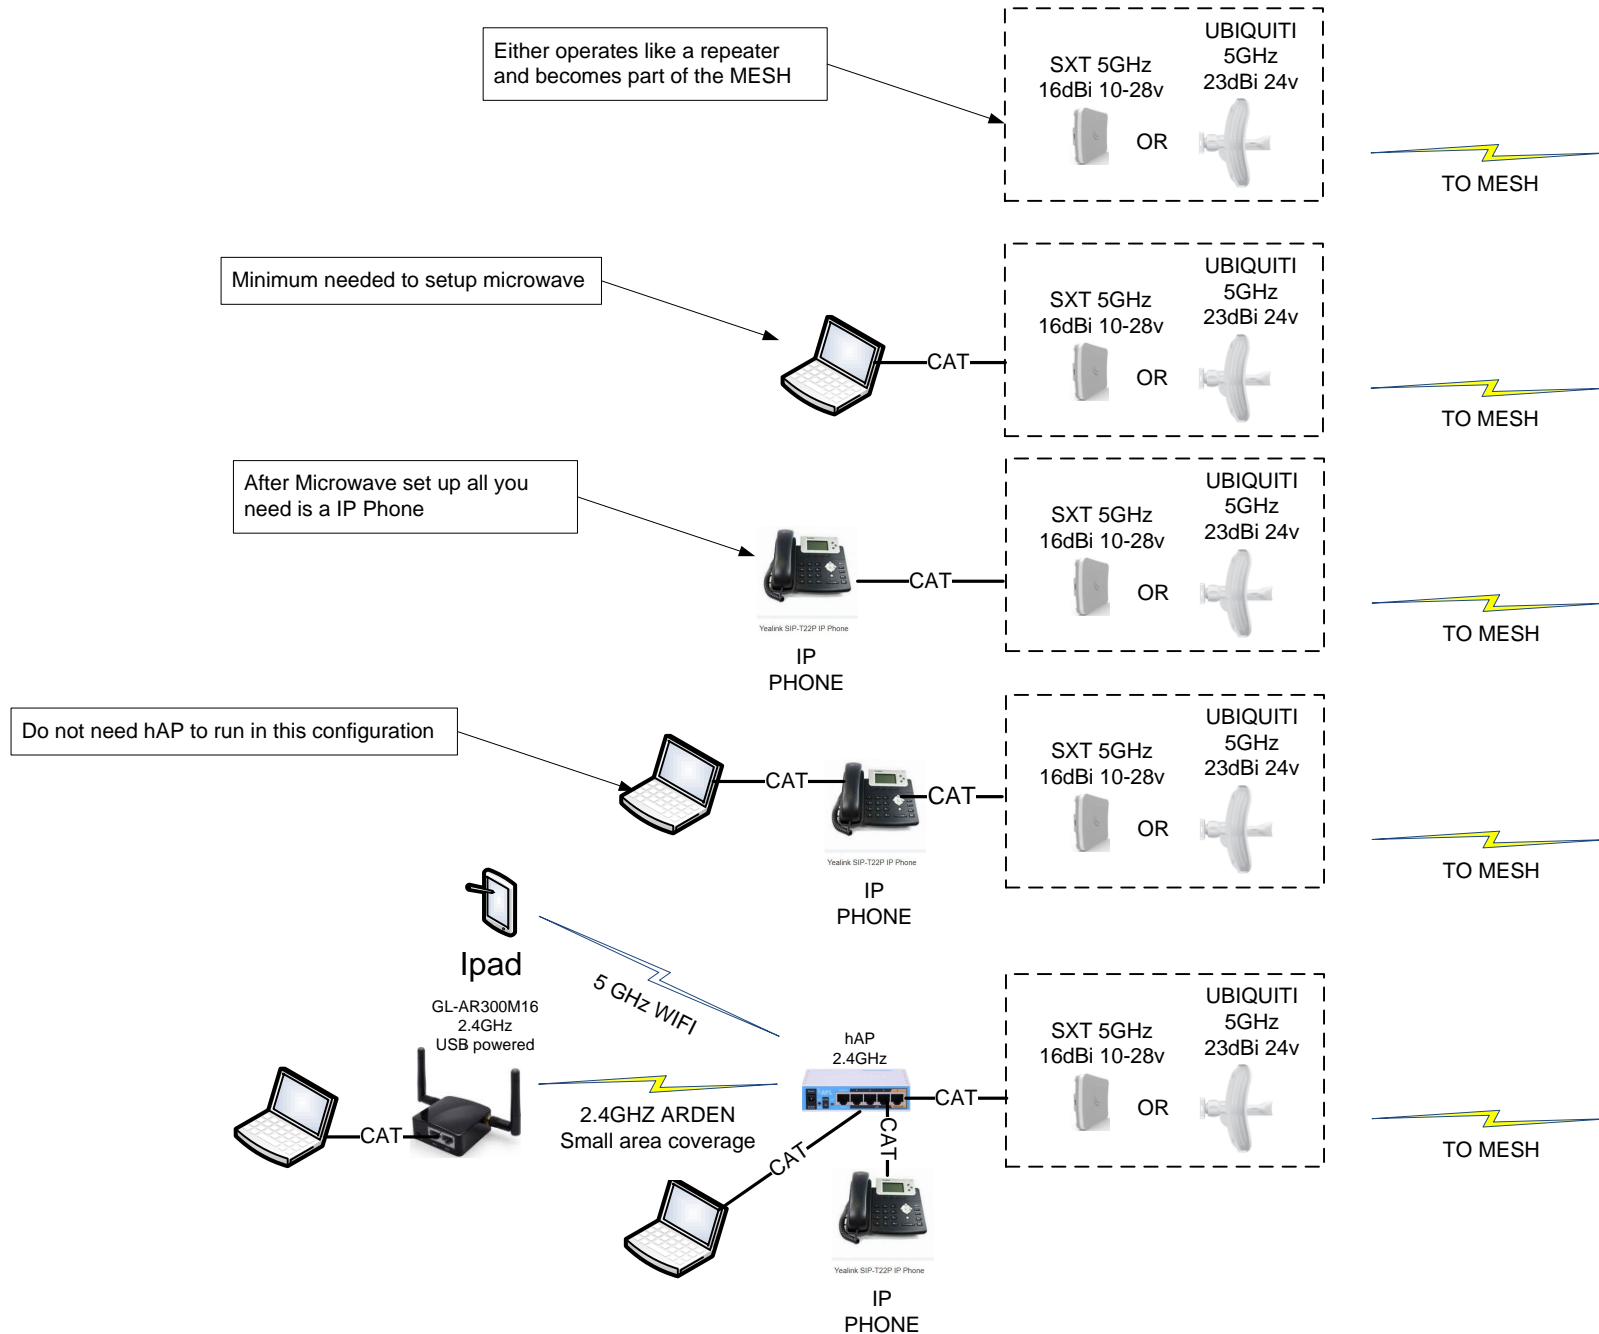 Either operates like a repeater
and becomes part of the MESH
SXT 5GHz
16dBi 10-28v
OR
UBIQUITI
5GHz
23dBi 24v
TO MESH
Minimum needed to setup microwave
CAT
SXT 5GHz
16dBi 10-28v
OR
UBIQUITI
5GHz
23dBi 24v
TO MESH
After Microwave set up all you
need is a IP Phone
Yealink SIP-T22P IP Phone
IP
PHONE
CAT
SXT 5GHz
16dBi 10-28v
OR
UBIQUITI
5GHz
23dBi 24v
TO MESH
Do not need hAP to run in this configuration
CAT
Yealink SIP-T22P IP Phone
IP
PHONE
CAT
SXT 5GHz
16dBi 10-28v
OR
UBIQUITI
5GHz
23dBi 24v
TO MESH
Ipad
5 GHz WIFI
GL-AR300M16
2.4GHz
USB powered
CAT
2.4GHZ ARDEN
Small area coverage
hAP
2.4GHz
CAT
CAT
CAT
Yealink SIP-T22P IP Phone
IP
PHONE
SXT 5GHz
16dBi 10-28v
OR
UBIQUITI
5GHz
23dBi 24v
TO MESH